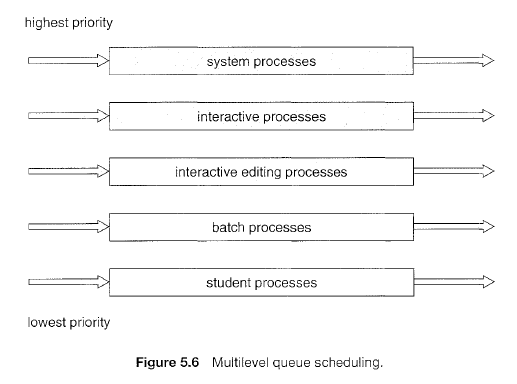 highest priority
system processes
interactive processes
interactive editing processes
batch processes
student processes
lowest priority
Figure 5.6 Multilevel queue scheduling.